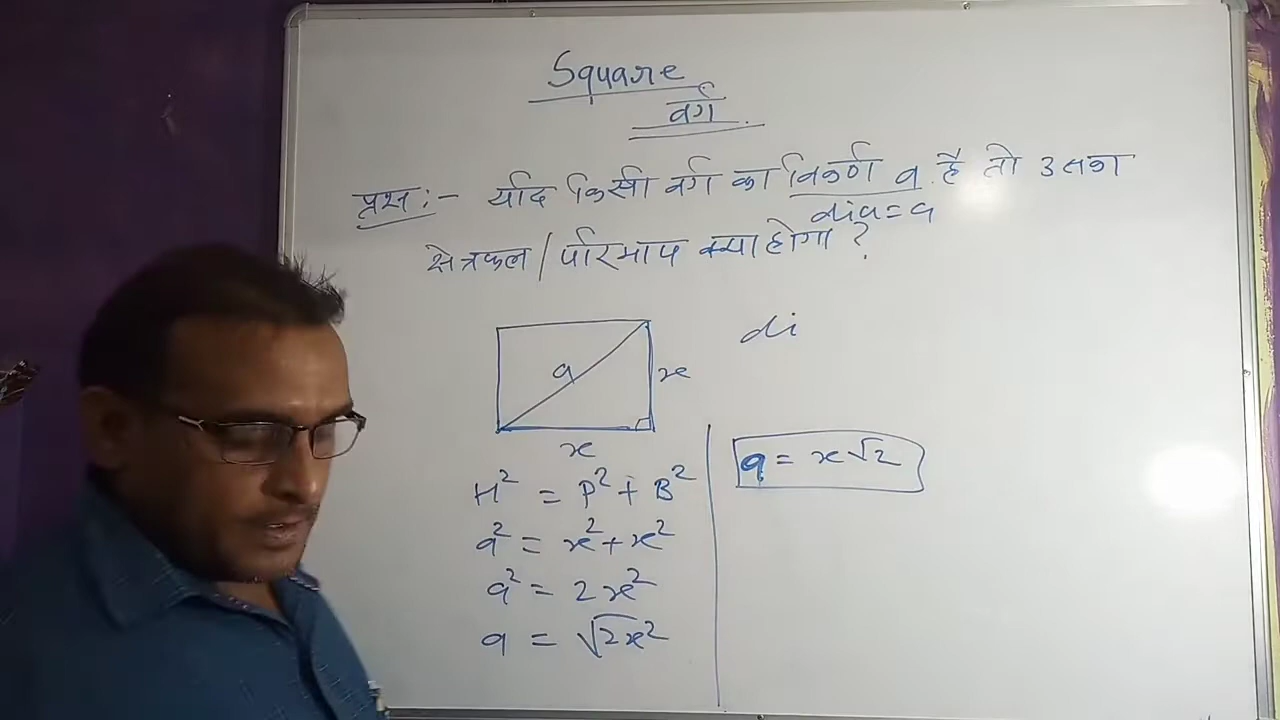 Square
वर्ग
प्रश्न :- यदि किसी वर्ग का विकर्ण a है तो उसका
dia = a
क्षेत्रफल / परिमाप क्या होगा ?
di
a
x
x
H² = P² + B²
a² = x² + x²
a² = 2x²
a = √2x²
a = x√2